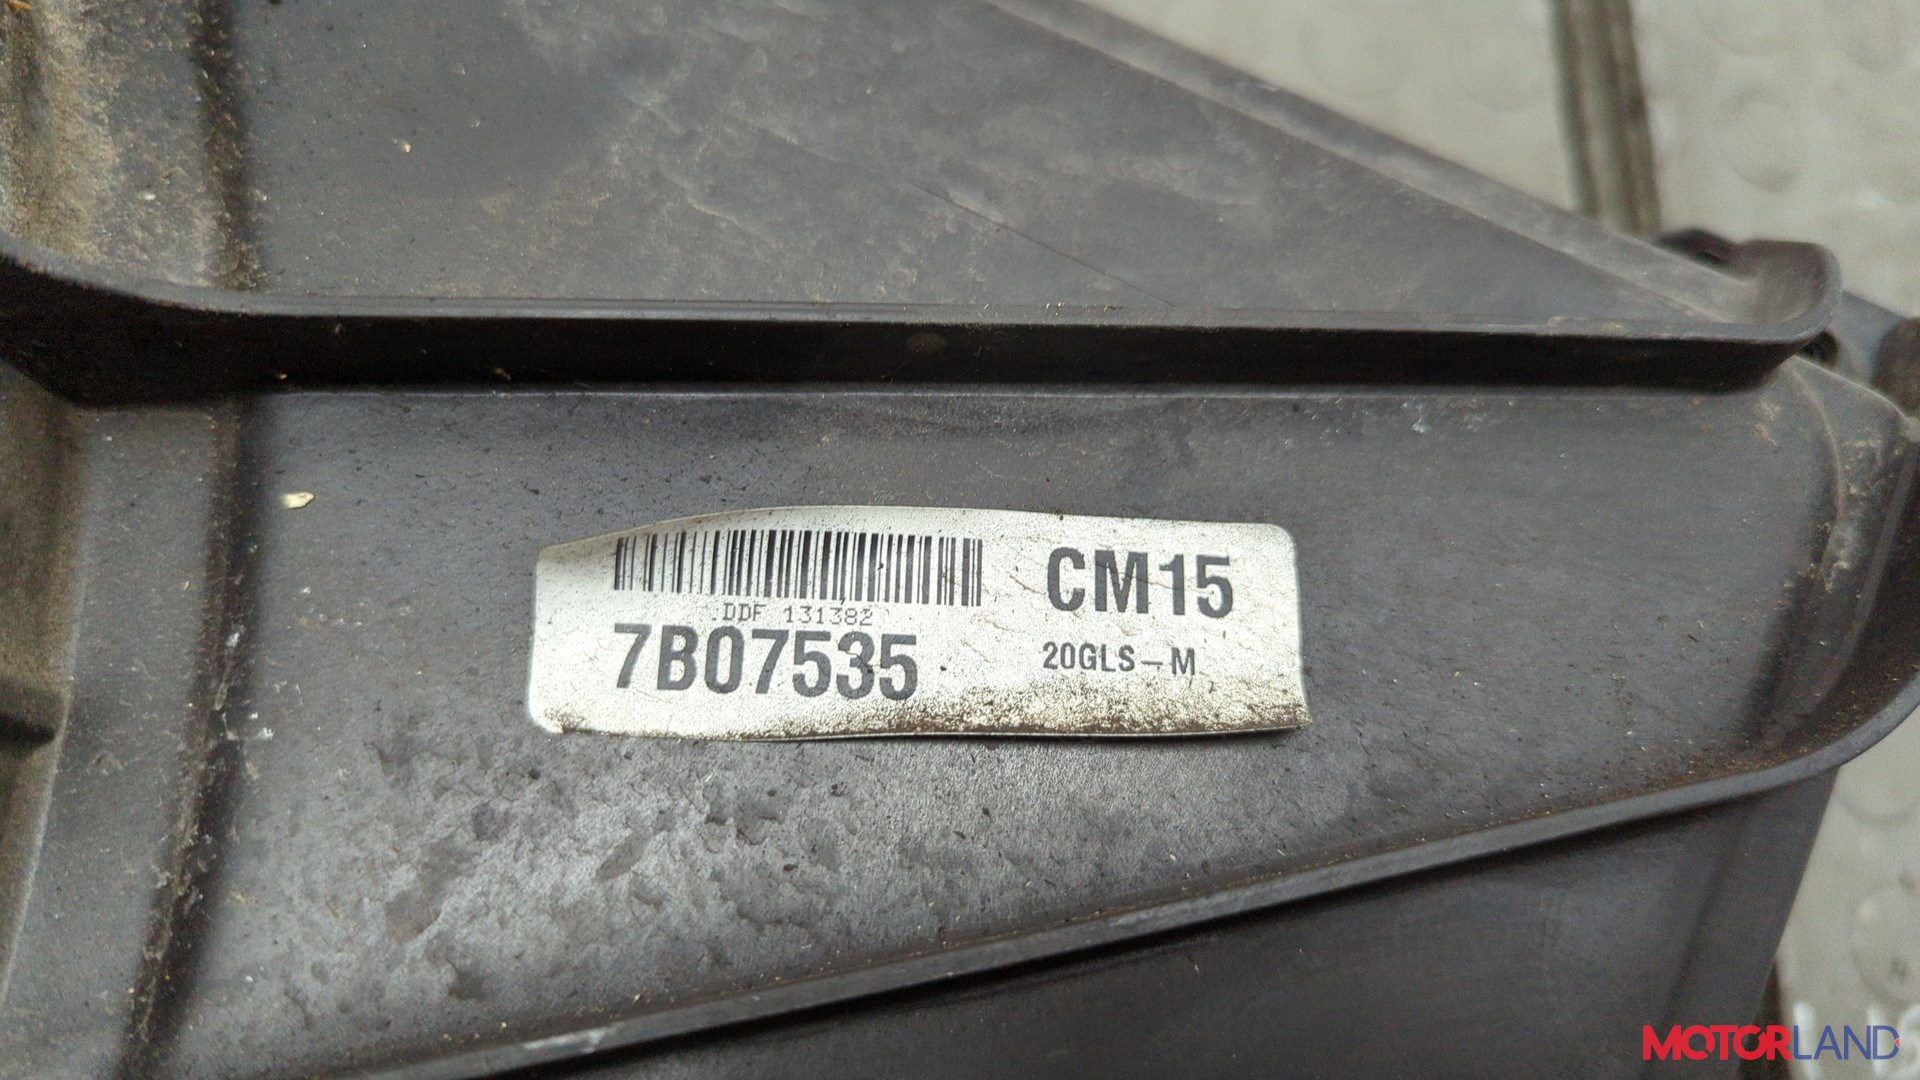 DDF 131382
7B07535
CM15
20GLS-M
MOTORLAND